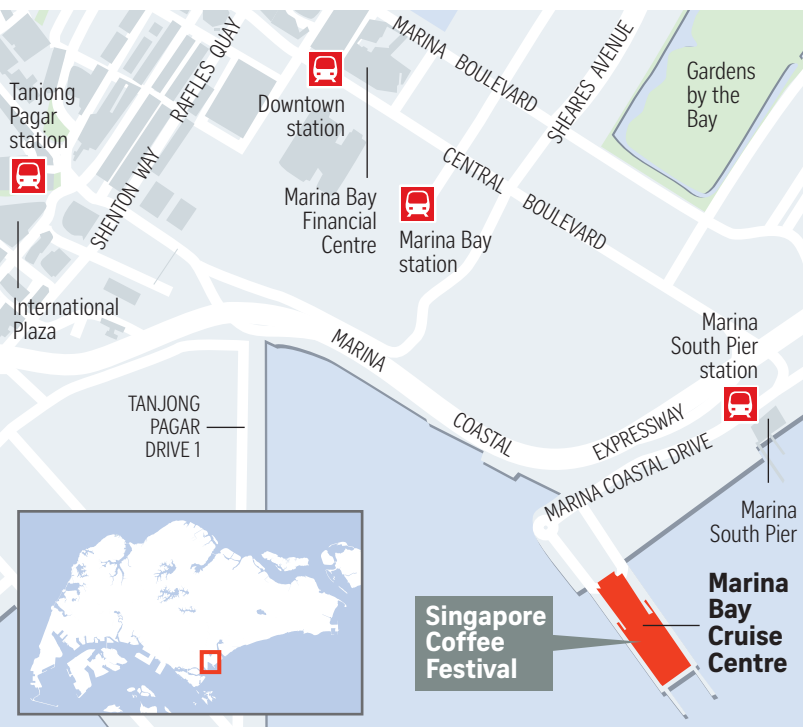 MARINA BOULEVARD
RAFFLES QUAY
SHEARES AVENUE
Gardens
by the
Bay
Tanjong
Pagar
station
Downtown
station
CENTRAL BOULEVARD
SHENTON WAY
Marina Bay
Financial
Centre
Marina Bay
station
International
Plaza
MARINA COASTAL EXPRESSWAY
Marina
South Pier
station
TANJONG
PAGAR
DRIVE 1
MARINA COASTAL DRIVE
Marina
South Pier
Singapore
Coffee
Festival
Marina
Bay
Cruise
Centre